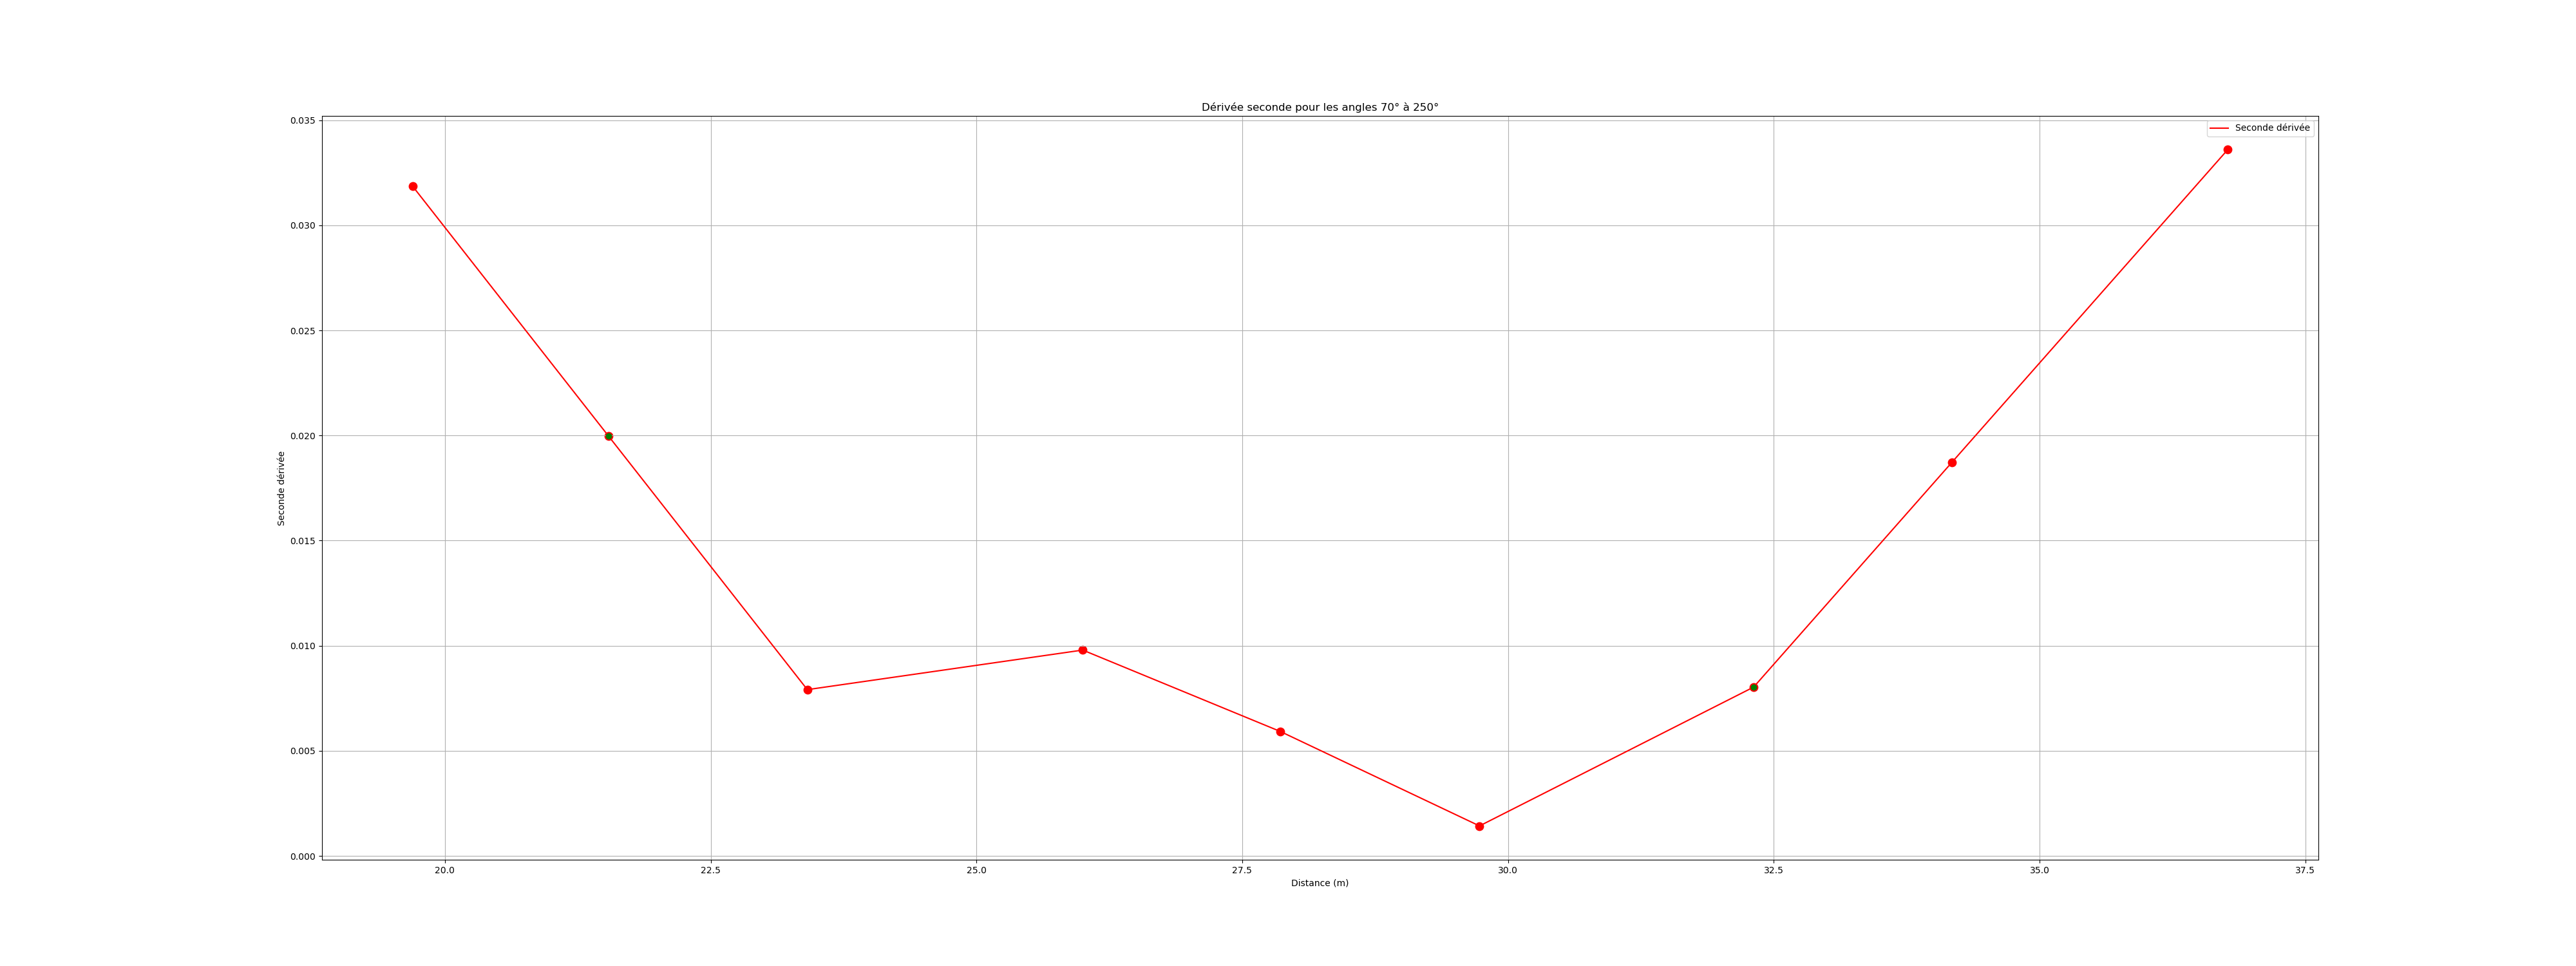 Dérivée seconde pour les angles 70° à 250°
Seconde dérivée
0.035
0.030
0.025
0.020
0.015
0.010
0.005
0.000
Seconde dérivée
20.0 22.5 25.0 27.5 30.0 32.5 35.0 37.5
Distance (m)